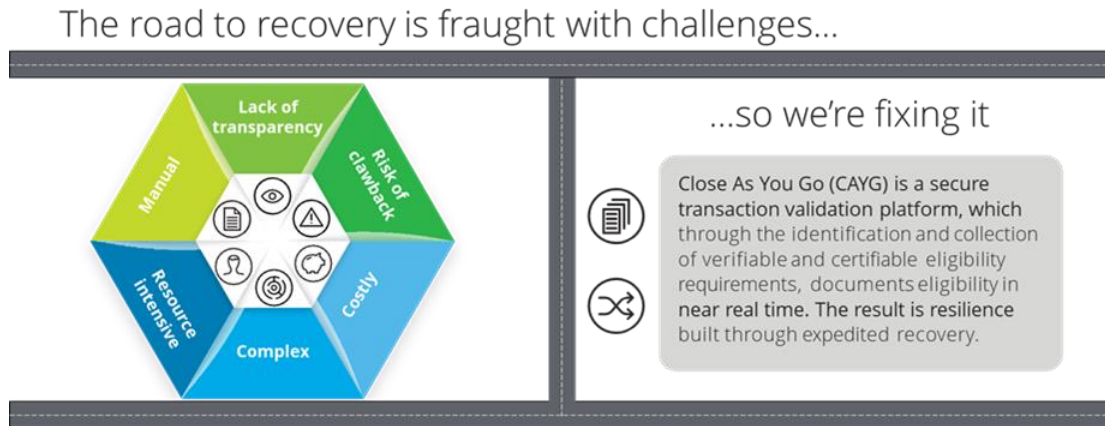 The road to recovery is fraught with challenges...
Lack of
transparency
Risk of
clawback
Costly
Complex
Resource
intensive
Manual
...so we're fixing it
Close As You Go (CAYG) is a secure
transaction validation platform, which
through the identification and collection
of verifiable and certifiable eligibility
requirements, documents eligibility in
near real time. The result is resilience
built through expedited recovery.